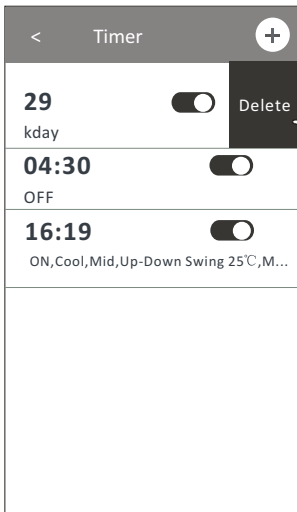 < Timer +
29
kday
Delete
04:30
OFF
16:19
ON,Cool,Mid,Up-Down Swing 25℃,M...